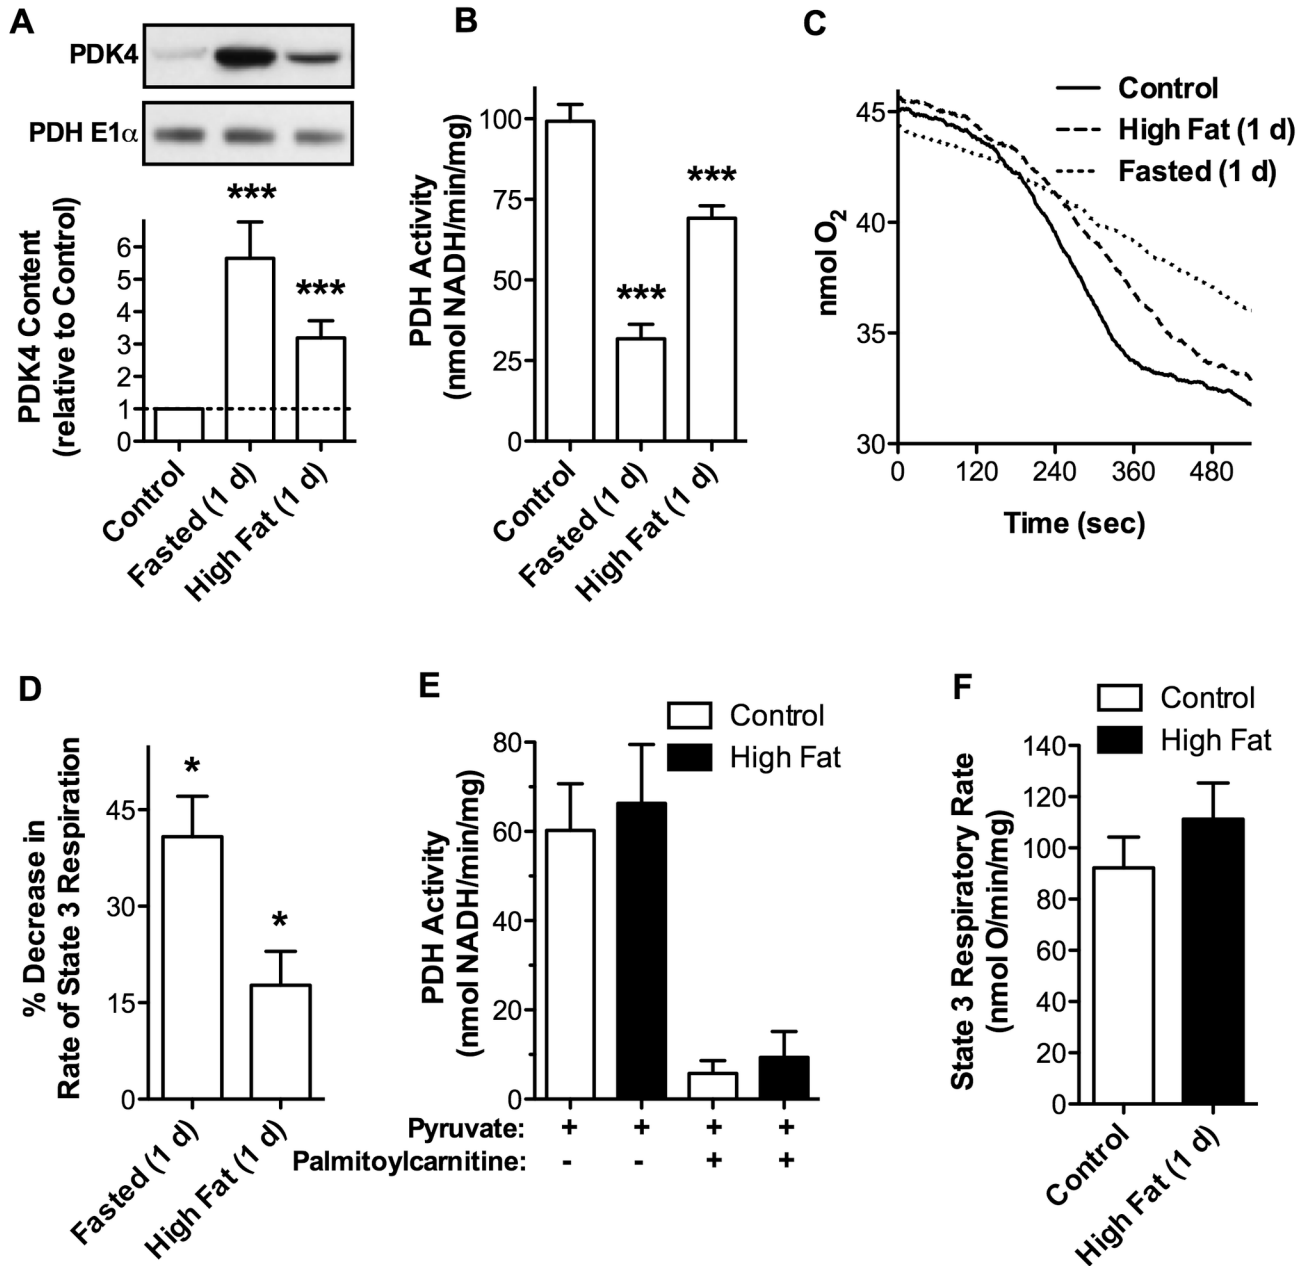 A
PDK4
PDH E1α
***
***
PDK4 Content
(relative to Control)
6
5
4
3
2
1
0
Control
Fasted (1 d)
High Fat (1 d)
B
PDH Activity
(nmol NADH/min/mg)
100
75
50
25
0
***
***
Control
Fasted (1 d)
High Fat (1 d)
C
Control
High Fat (1 d)
Fasted (1 d)
nmol O2
45
40
35
30
0 120 240 360 480
Time (sec)
D
% Decrease in
Rate of State 3 Respiration
45
30
15
0
*
*
Fasted (1 d)
High Fat (1 d)
E
Control
High Fat
PDH Activity
(nmol NADH/min/mg)
80
60
40
20
0
Pyruvate: + + + +
Palmitoylcarnitine: - - + +
F
Control
High Fat
State 3 Respiratory Rate
(nmol O/min/mg)
140
120
100
80
60
40
20
0
Control
High Fat (1 d)